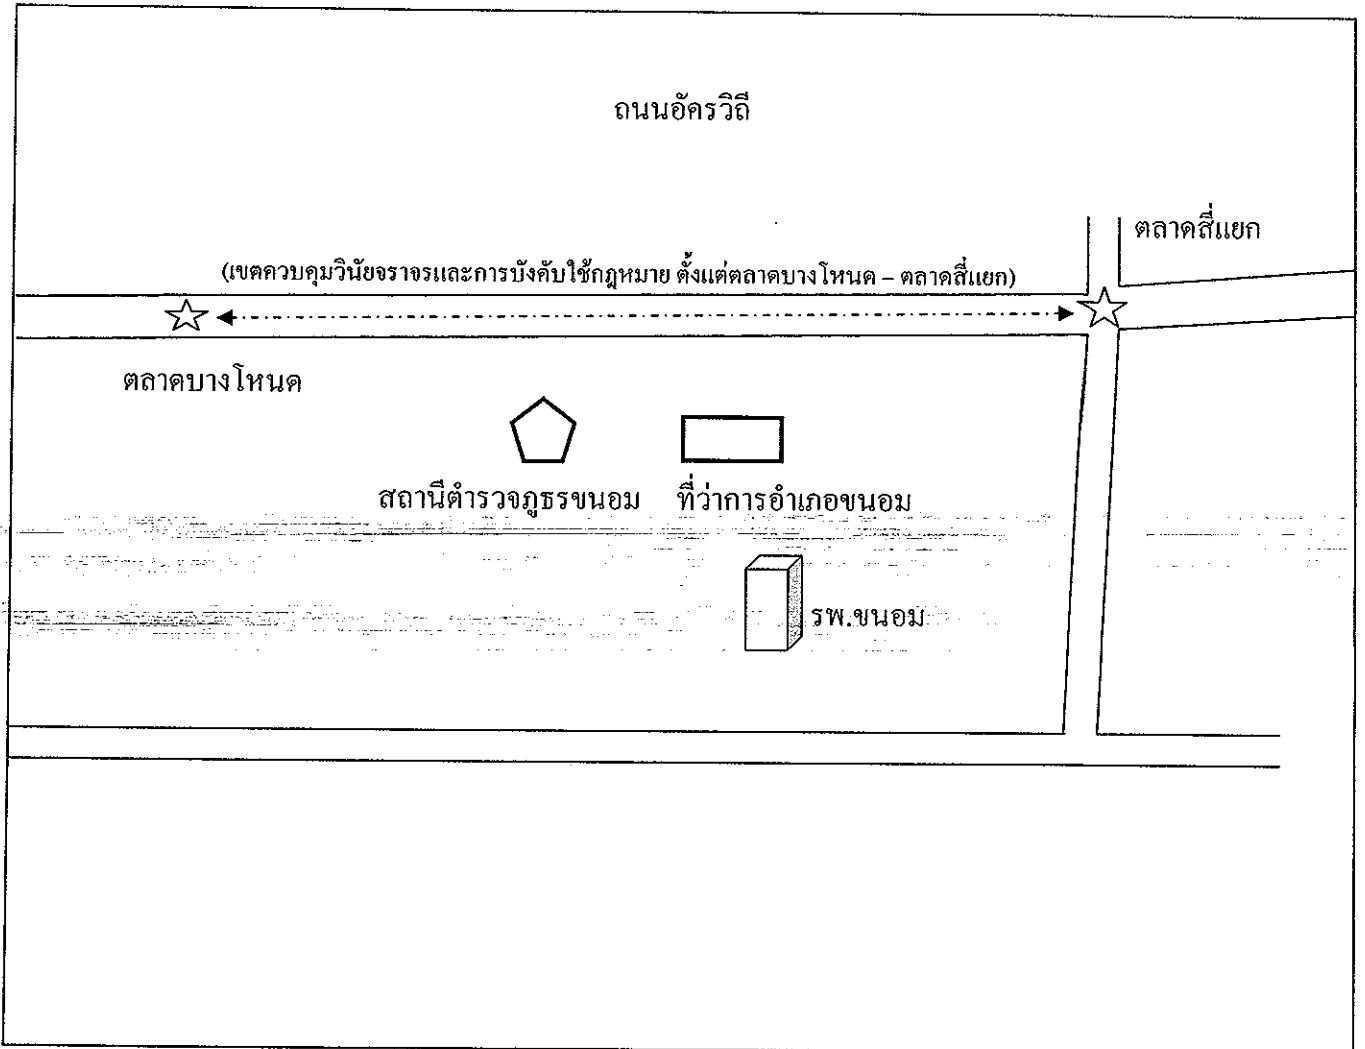 ถนนอัครวิถี
ตลาดสี่แยก
(เขตควบคุมวินัยจราจรและการบังคับใช้กฎหมาย ตั้งแต่ตลาดบางโหนด – ตลาดสี่แยก)
ตลาดบางโหนด
สถานีตำรวจภูธรขนอม
ที่ว่าการอำเภอขนอม
รพ.ขนอม